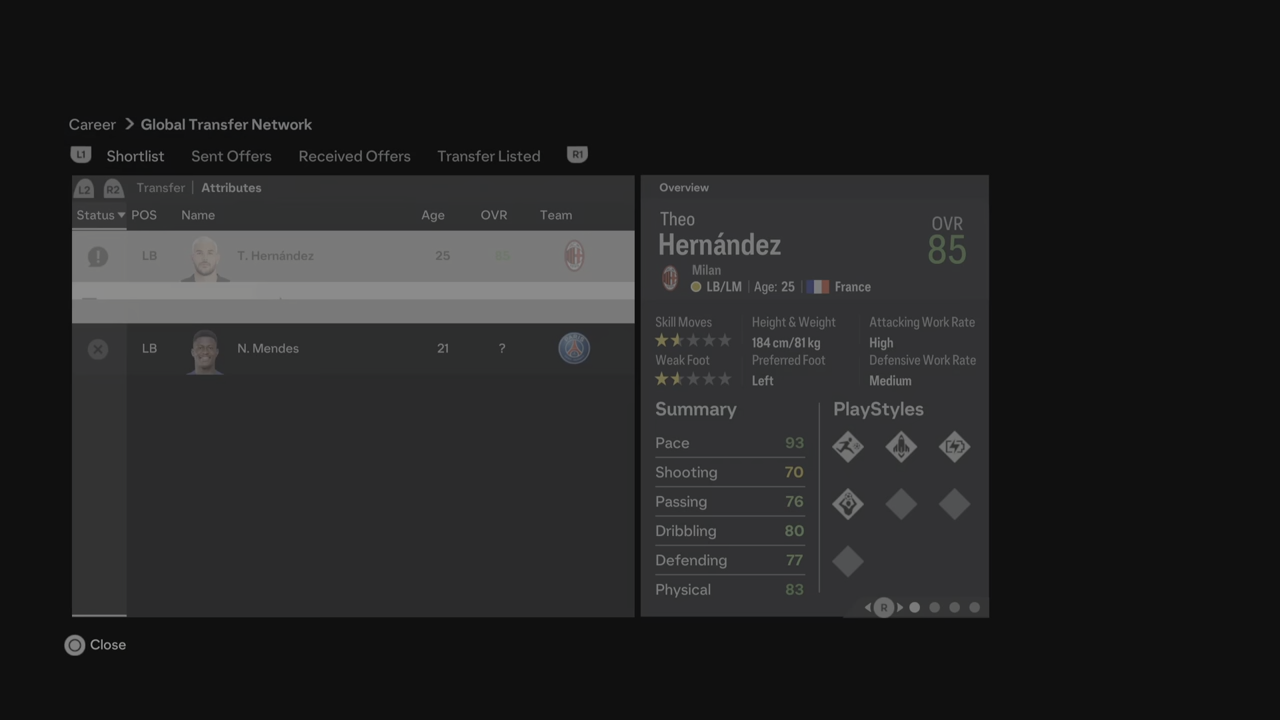 Career > Global Transfer Network
L1 Shortlist Sent Offers Received Offers Transfer Listed R1
L2 R2 Transfer | Attributes
Status POS Name Age OVR Team
LB T. Hernández 25 85
LB N. Mendes 21 ?
Overview
Theo
Hernández
OVR
85
Milan
LB/LM | Age: 25 | France
Skill Moves
Weak Foot
Height & Weight
184 cm/81 kg
Preferred Foot
Left
Attacking Work Rate
High
Defensive Work Rate
Medium
Summary
Pace 93
Shooting 70
Passing 76
Dribbling 80
Defending 77
Physical 83
PlayStyles
R
Close